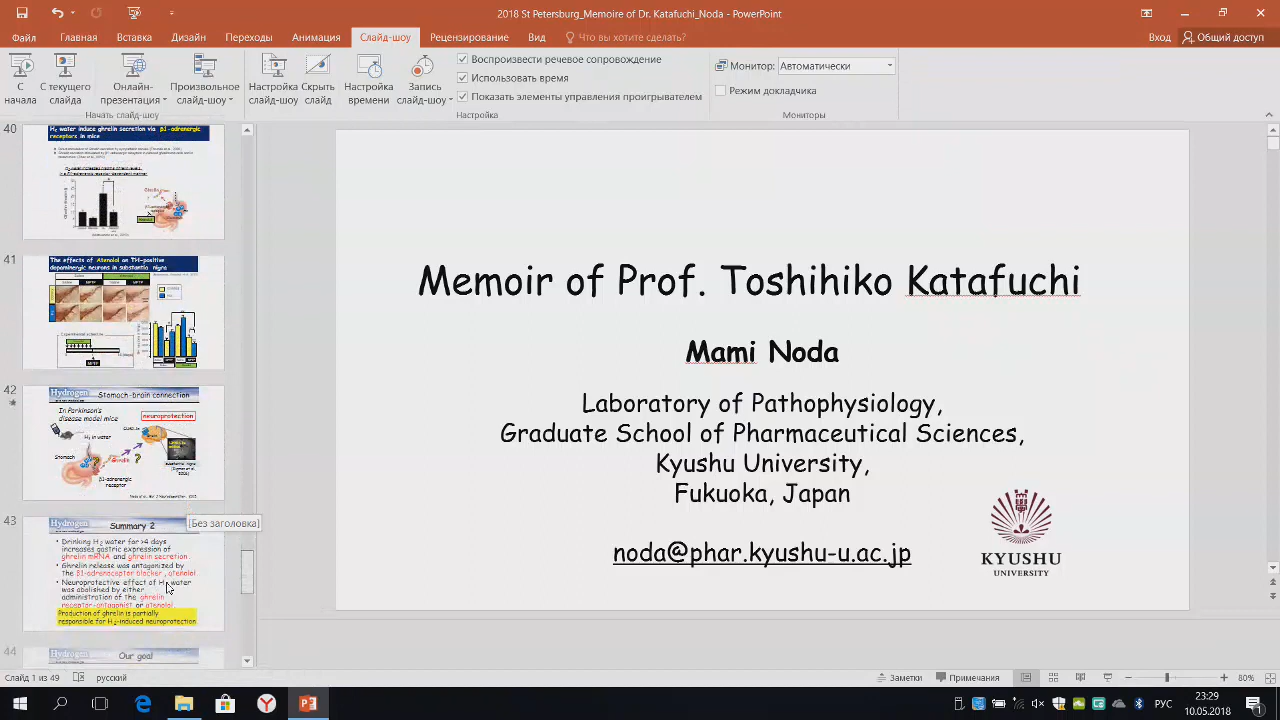 2018 St Petersburg_Memoir of Dr. Katafuchi_Noda - PowerPoint
Файл Главная Вставка Дизайн Переходы Анимация Слайд-шоу Рецензирование Вид Что вы хотите сделать? Вход Общий доступ
С начала
С текущего слайда
Онлайн-презентация
Произвольное слайд-шоу
Настройка слайд-шоу
Скрыть слайд
Настройка времени
Запись слайд-шоу
Воспроизвести речевое сопровождение
Использовать время
Показать элементы управления проигрывателем
Монитор: Автоматически
Режим докладчика
Начать слайд-шоу
Настройка
Мониторы
40
H2 water induce ghrelin secretion via β1-adrenergic
receptors in mice
41
The effects of Atenolol on TH-positive
dopaminergic neurons in substantia nigra
42
Hydrogen Stomach-brain connection
In Parkinson's
disease model mice
neuroprotection
H2 in water
Stomach
Ghrelin ?
β1-adrenergic
receptor
[Без заголовка]
43
Hydrogen Summary 2
• Drinking H2 water for >4 days
increases gastric expression of
ghrelin mRNA and ghrelin secretion.
• Ghrelin release was antagonized by
the β1-adrenoceptor blocker, atenolol.
• Neuroprotective effect of H2 water
was abolished by either
administration of the ghrelin
receptor-antagonist or atenolol.
Production of ghrelin is partially
responsible for H2-induced neuroprotection
44
Hydrogen Our goal
Memoir of Prof. Toshihiko Katafuchi
Mami Noda
Laboratory of Pathophysiology,
Graduate School of Pharmaceutical Sciences,
Kyushu University,
Fukuoka, Japan
noda@phar.kyushu-u.ac.jp
KYUSHU
UNIVERSITY
Слайд 1 из 49 русский Заметки Примечания 80%
РУС 23:29
10.05.2018